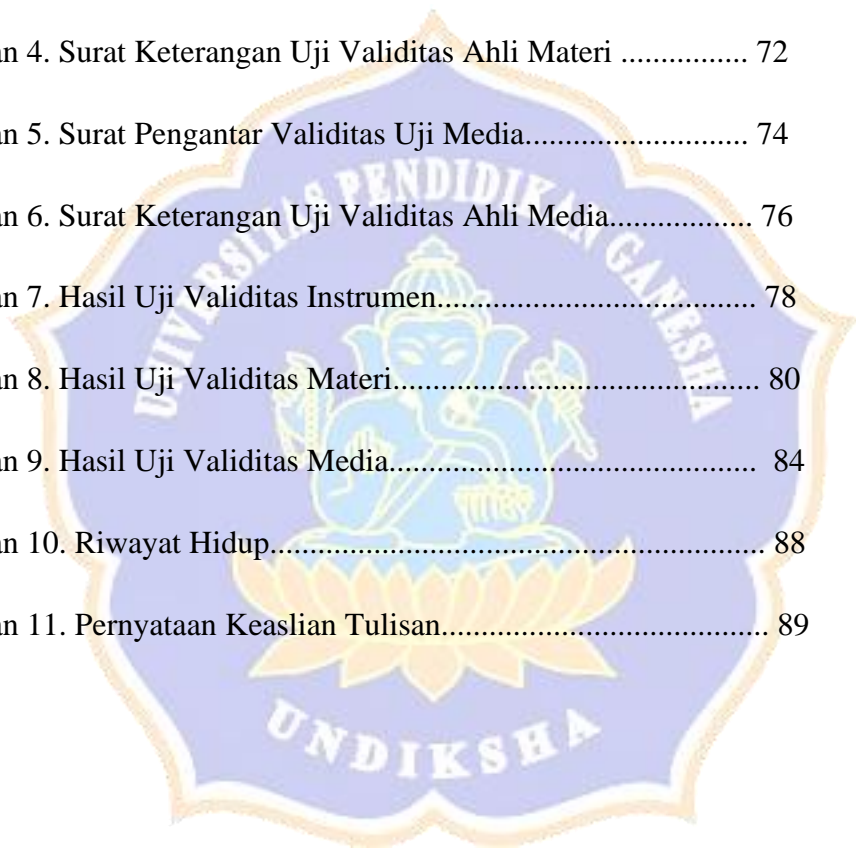 an 4. Surat Keterangan Uji Validitas Ahli Materi ................ 72
an 5. Surat Pengantar Validitas Uji Media............................ 74
an 6. Surat Keterangan Uji Validitas Ahli Media.................. 76
an 7. Hasil Uji Validitas Instrumen........................................ 78
an 8. Hasil Uji Validitas Materi.............................................. 80
an 9. Hasil Uji Validitas Media.............................................. 84
an 10. Riwayat Hidup.............................................................. 88
an 11. Pernyataan Keaslian Tulisan......................................... 89
UNIVERSITAS PENDIDIKAN GANESHA
UNDIKSHA